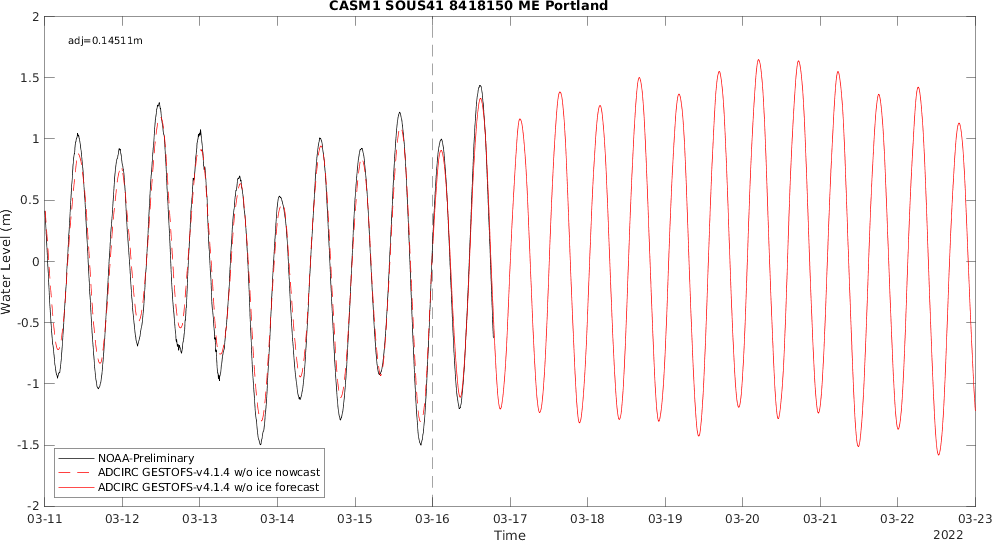 CASM1 SOUS41 8418150 ME Portland
adj=0.14511m
Water Level (m)
2
1.5
1
0.5
0
-0.5
-1
-1.5
-2
NOAA-Preliminary
ADCIRC GESTOFS-v4.1.4 w/o ice nowcast
ADCIRC GESTOFS-v4.1.4 w/o ice forecast
03-11 03-12 03-13 03-14 03-15 03-16 03-17 03-18 03-19 03-20 03-21 03-22 03-23
Time
2022